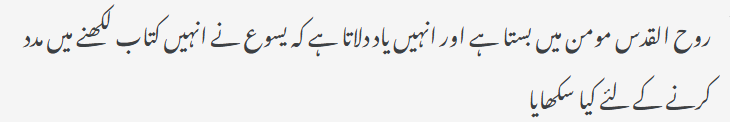 روح القدس مومن میں بستا ہے اور انہیں یاد دلاتا ہے کہ یسوع نے انہیں کتاب لکھنے میں مدد
کرنے کے لئے کیا سکھایا